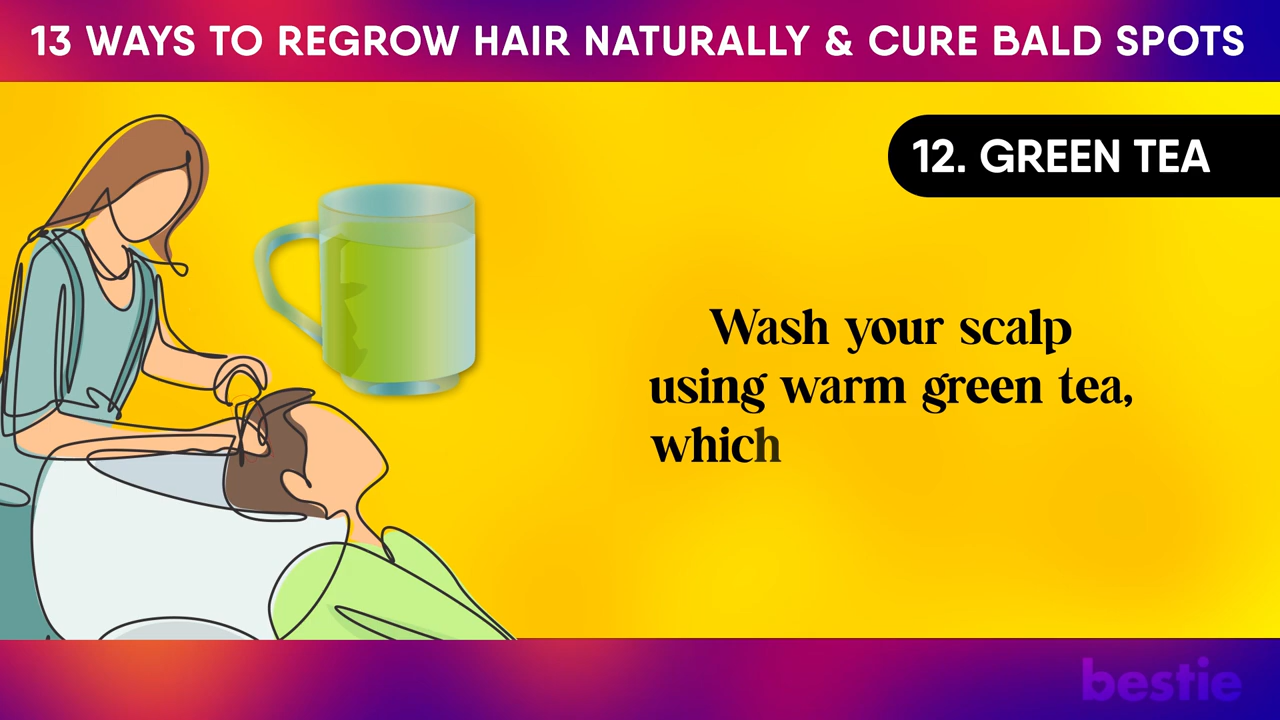 13 WAYS TO REGROW HAIR NATURALLY & CURE BALD SPOTS
12. GREEN TEA
Wash your scalp
using warm green tea,
which
bestie